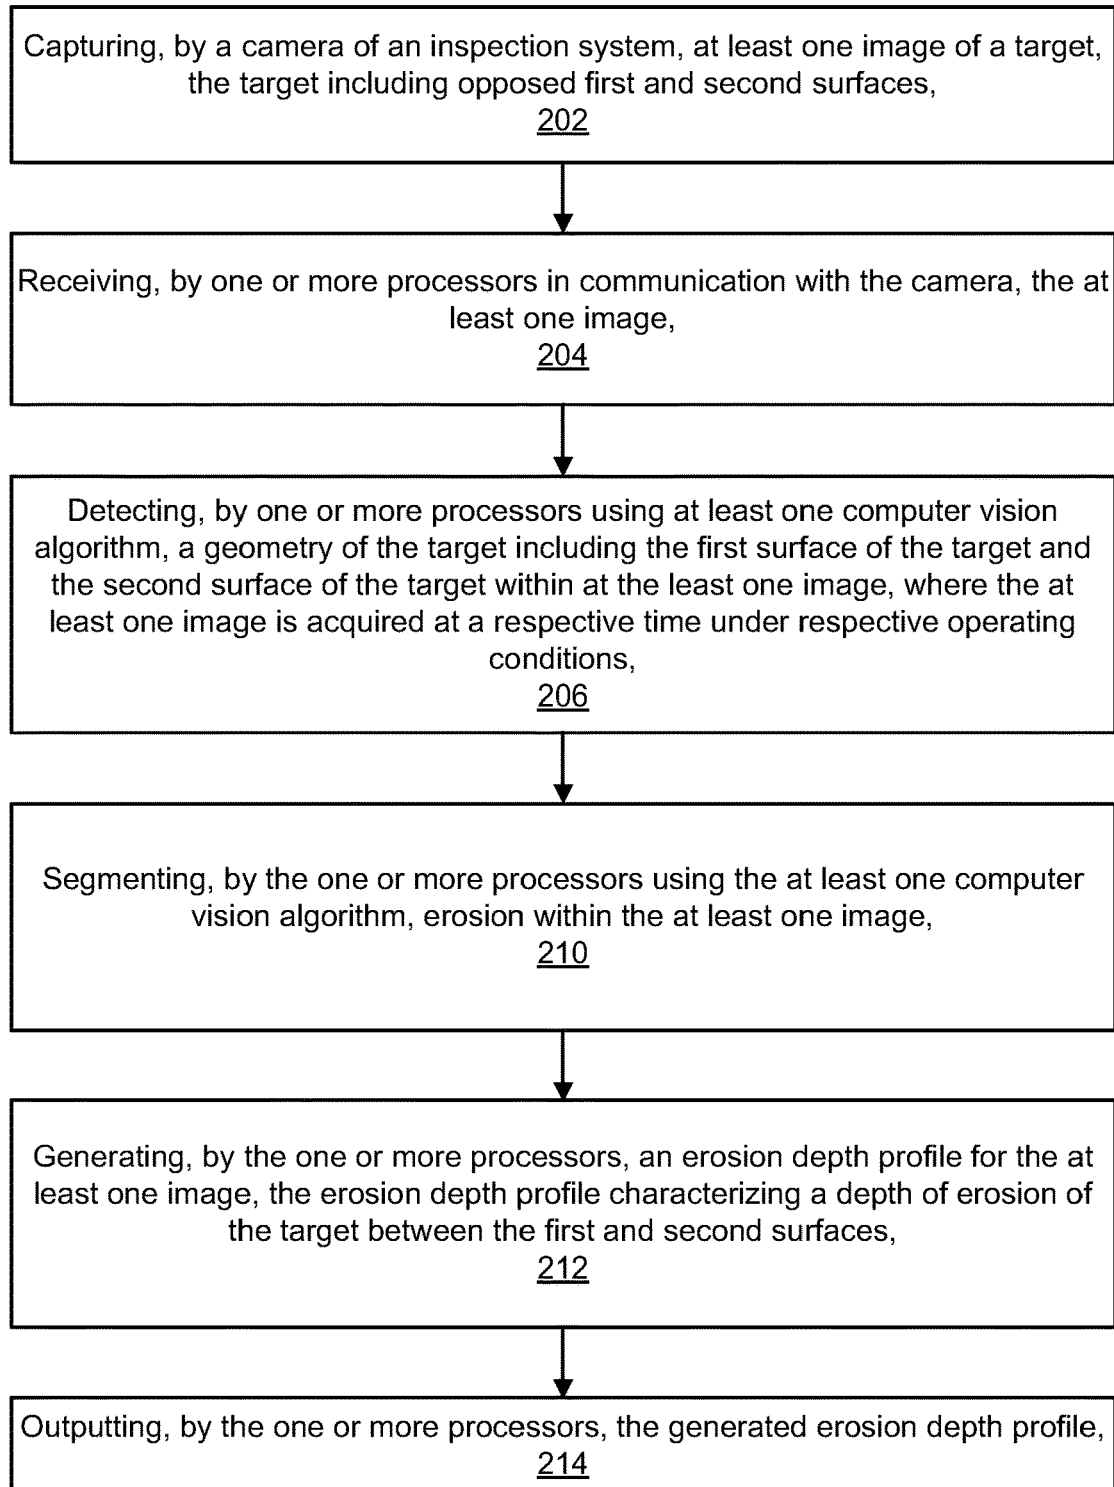 Capturing, by a camera of an inspection system, at least one image of a target,
the target including opposed first and second surfaces,
202
Receiving, by one or more processors in communication with the camera, the at
least one image,
204
Detecting, by one or more processors using at least one computer vision
algorithm, a geometry of the target including the first surface of the target and
the second surface of the target within at the least one image, where the at
least one image is acquired at a respective time under respective operating
conditions,
206
Segmenting, by the one or more processors using the at least one computer
vision algorithm, erosion within the at least one image,
210
Generating, by the one or more processors, an erosion depth profile for the at
least one image, the erosion depth profile characterizing a depth of erosion of
the target between the first and second surfaces,
212
Outputting, by the one or more processors, the generated erosion depth profile,
214